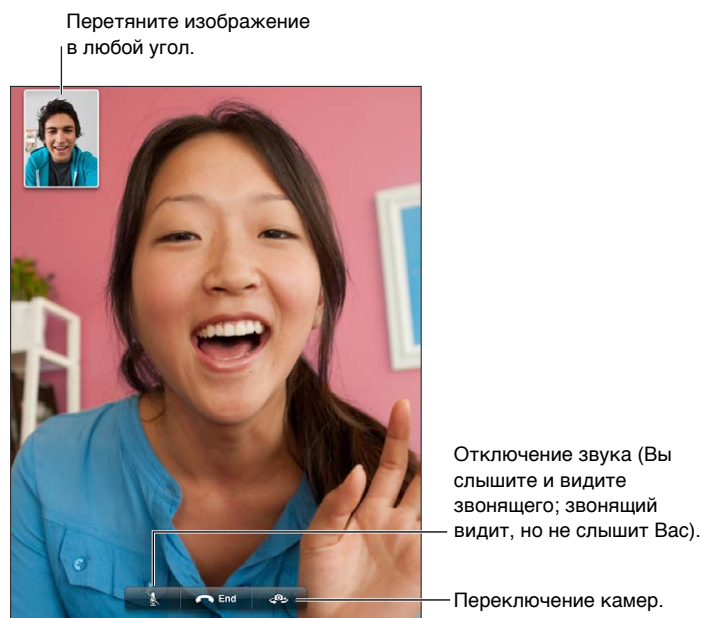 Перетяните изображение
в любой угол.
Отключение звука (Вы
слышите и видите
звонящего; звонящий
видит, но не слышит Вас).
End
Переключение камер.